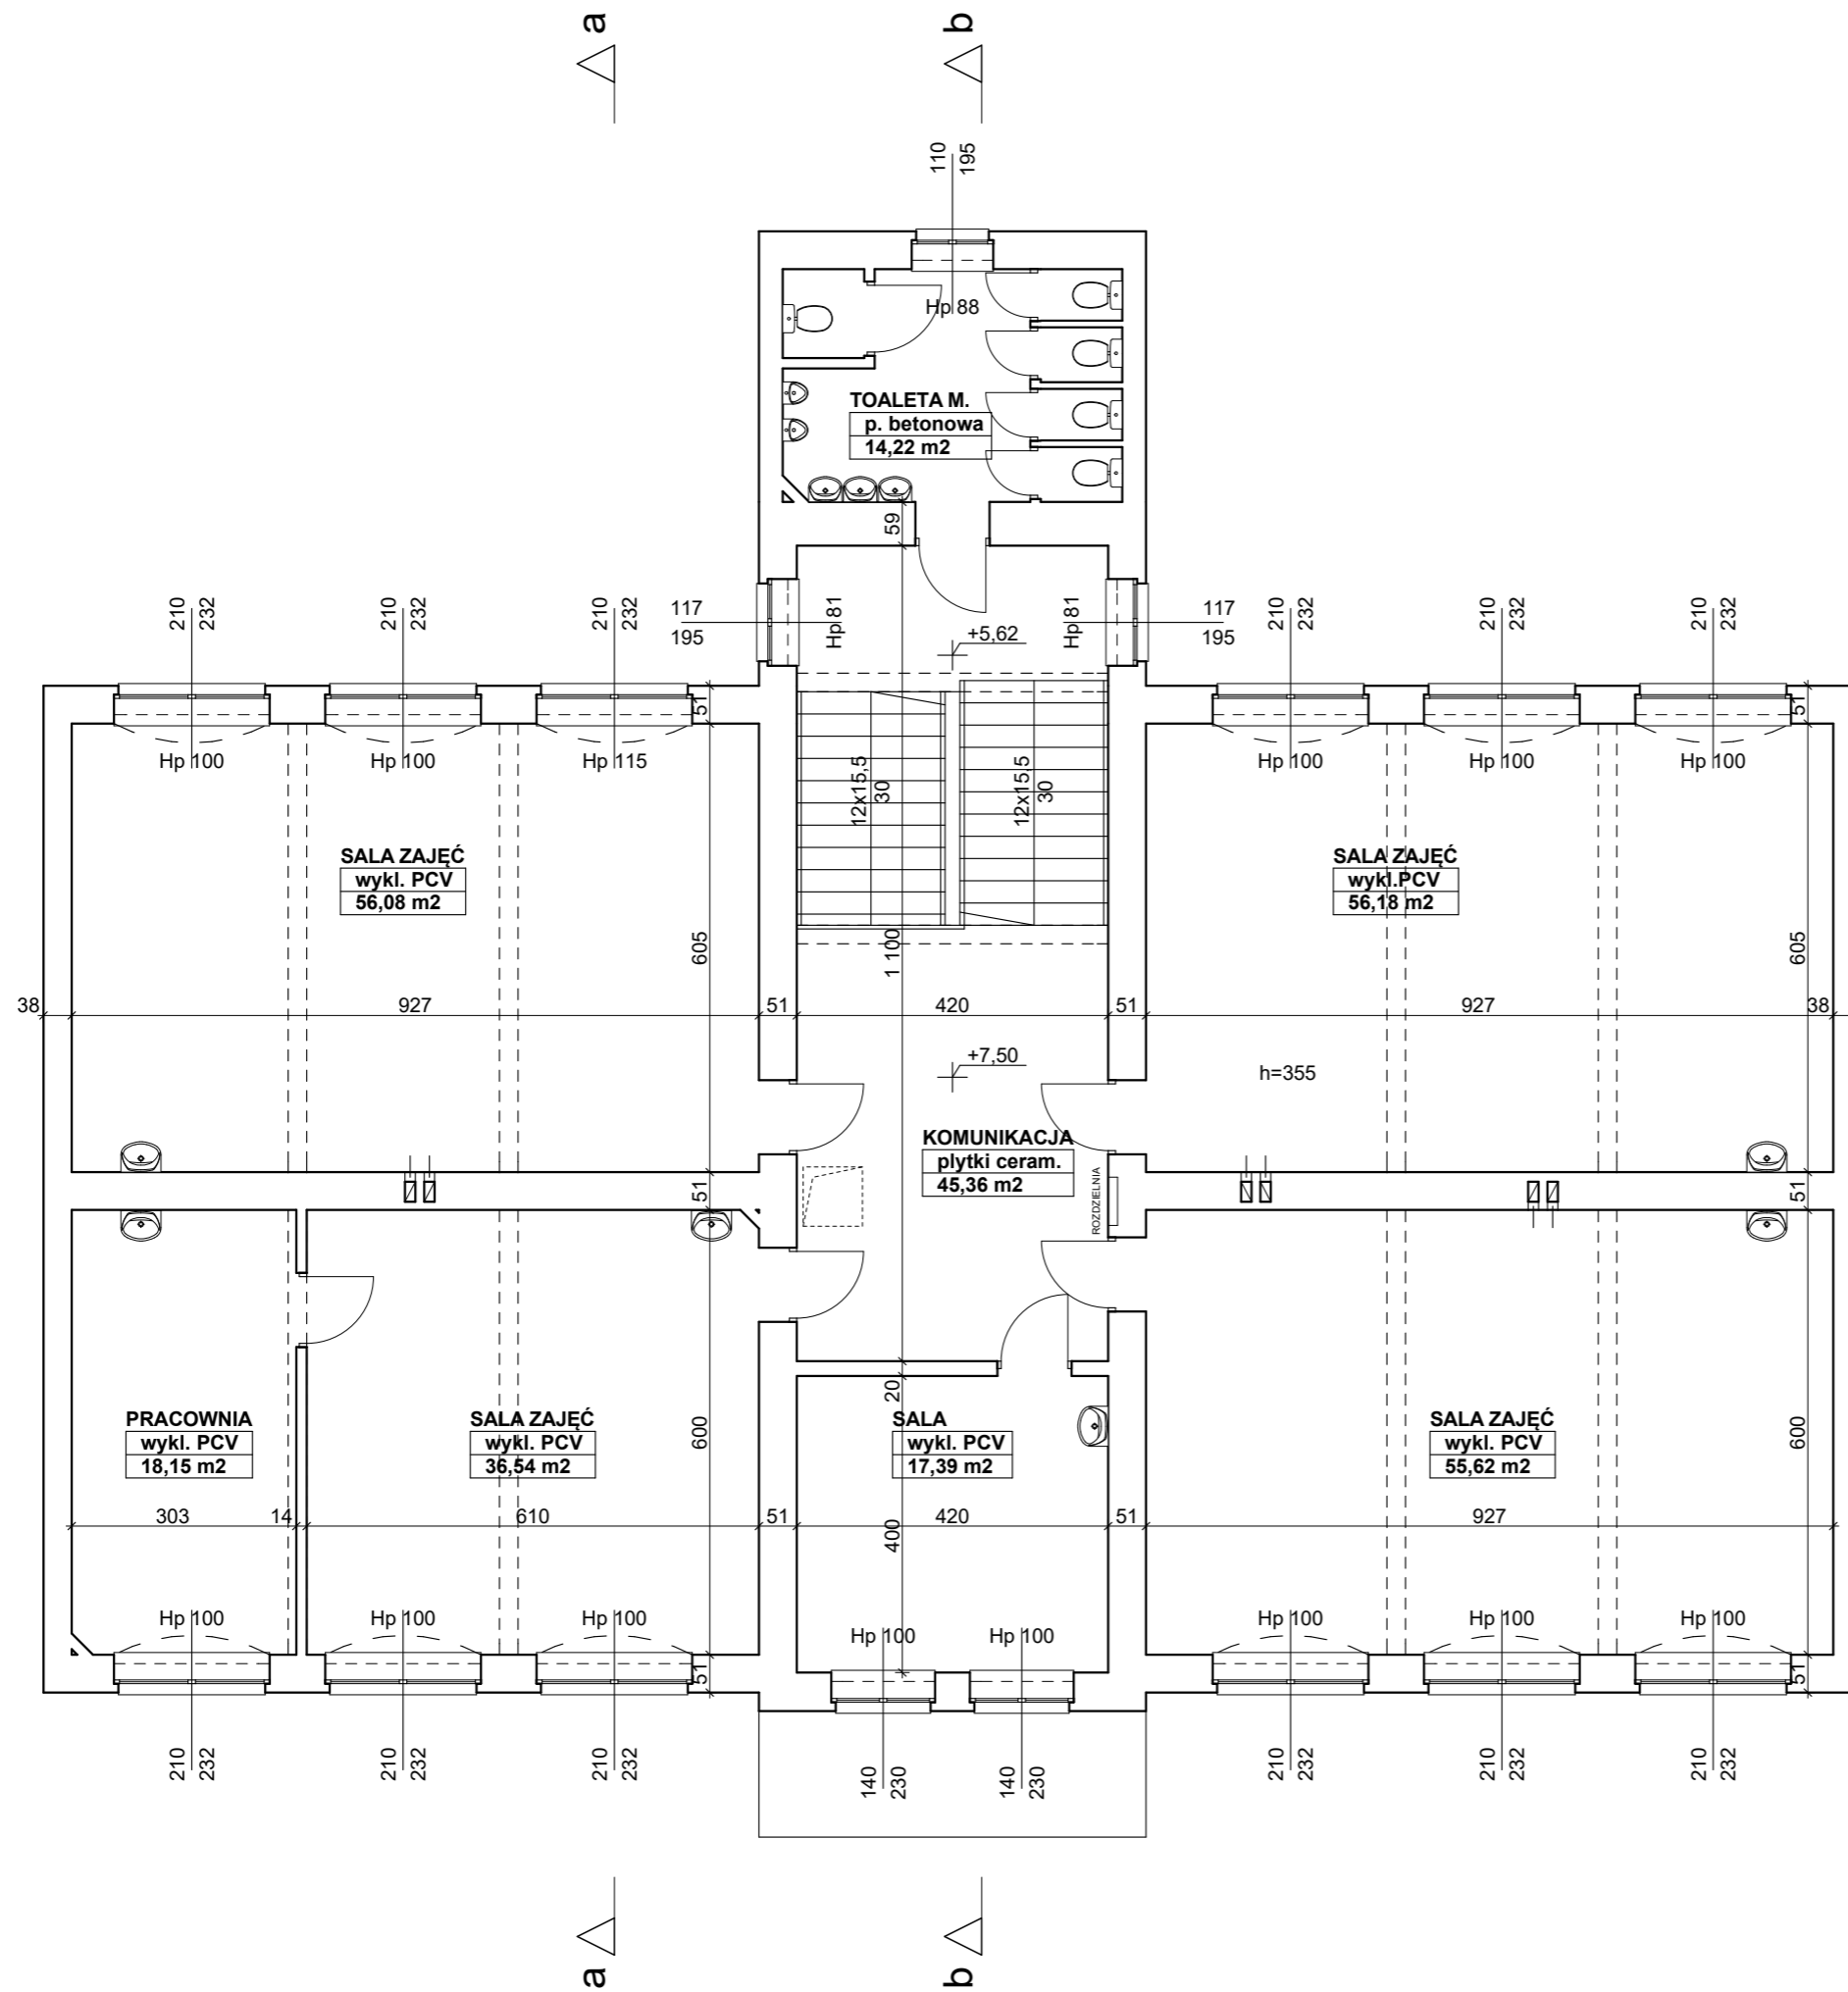 a
b
110
195
Hp 88
TOALETA M.
p. betonowa
14,22 m2
59
210
232
210
232
210
232
117
195
Hp 81
+5,62
Hp 81
117
195
210
232
210
232
210
232
51
51
Hp 100
Hp 100
Hp 115
12x15,5
30
12x15,5
30
Hp 100
Hp 100
Hp 100
SALA ZAJĘĆ
wykl. PCV
56,08 m2
SALA ZAJĘĆ
wykl.PCV
56,18 m2
605
1 100
605
38
927
51
420
51
927
38
+7,50
h=355
KOMUNIKACJA
plytki ceram.
45,36 m2
ROZDZIELNIA
51
51
PRACOWNIA
wykl. PCV
18,15 m2
SALA ZAJĘĆ
wykl. PCV
36,54 m2
600
20
SALA
wykl. PCV
17,39 m2
SALA ZAJĘĆ
wykl. PCV
55,62 m2
600
303
14
610
51
420
51
927
400
Hp 100
Hp 100
Hp 100
Hp 100
Hp 100
Hp 100
Hp 100
Hp 100
51
51
210
232
210
232
210
232
140
230
140
230
210
232
210
232
210
232
a
b